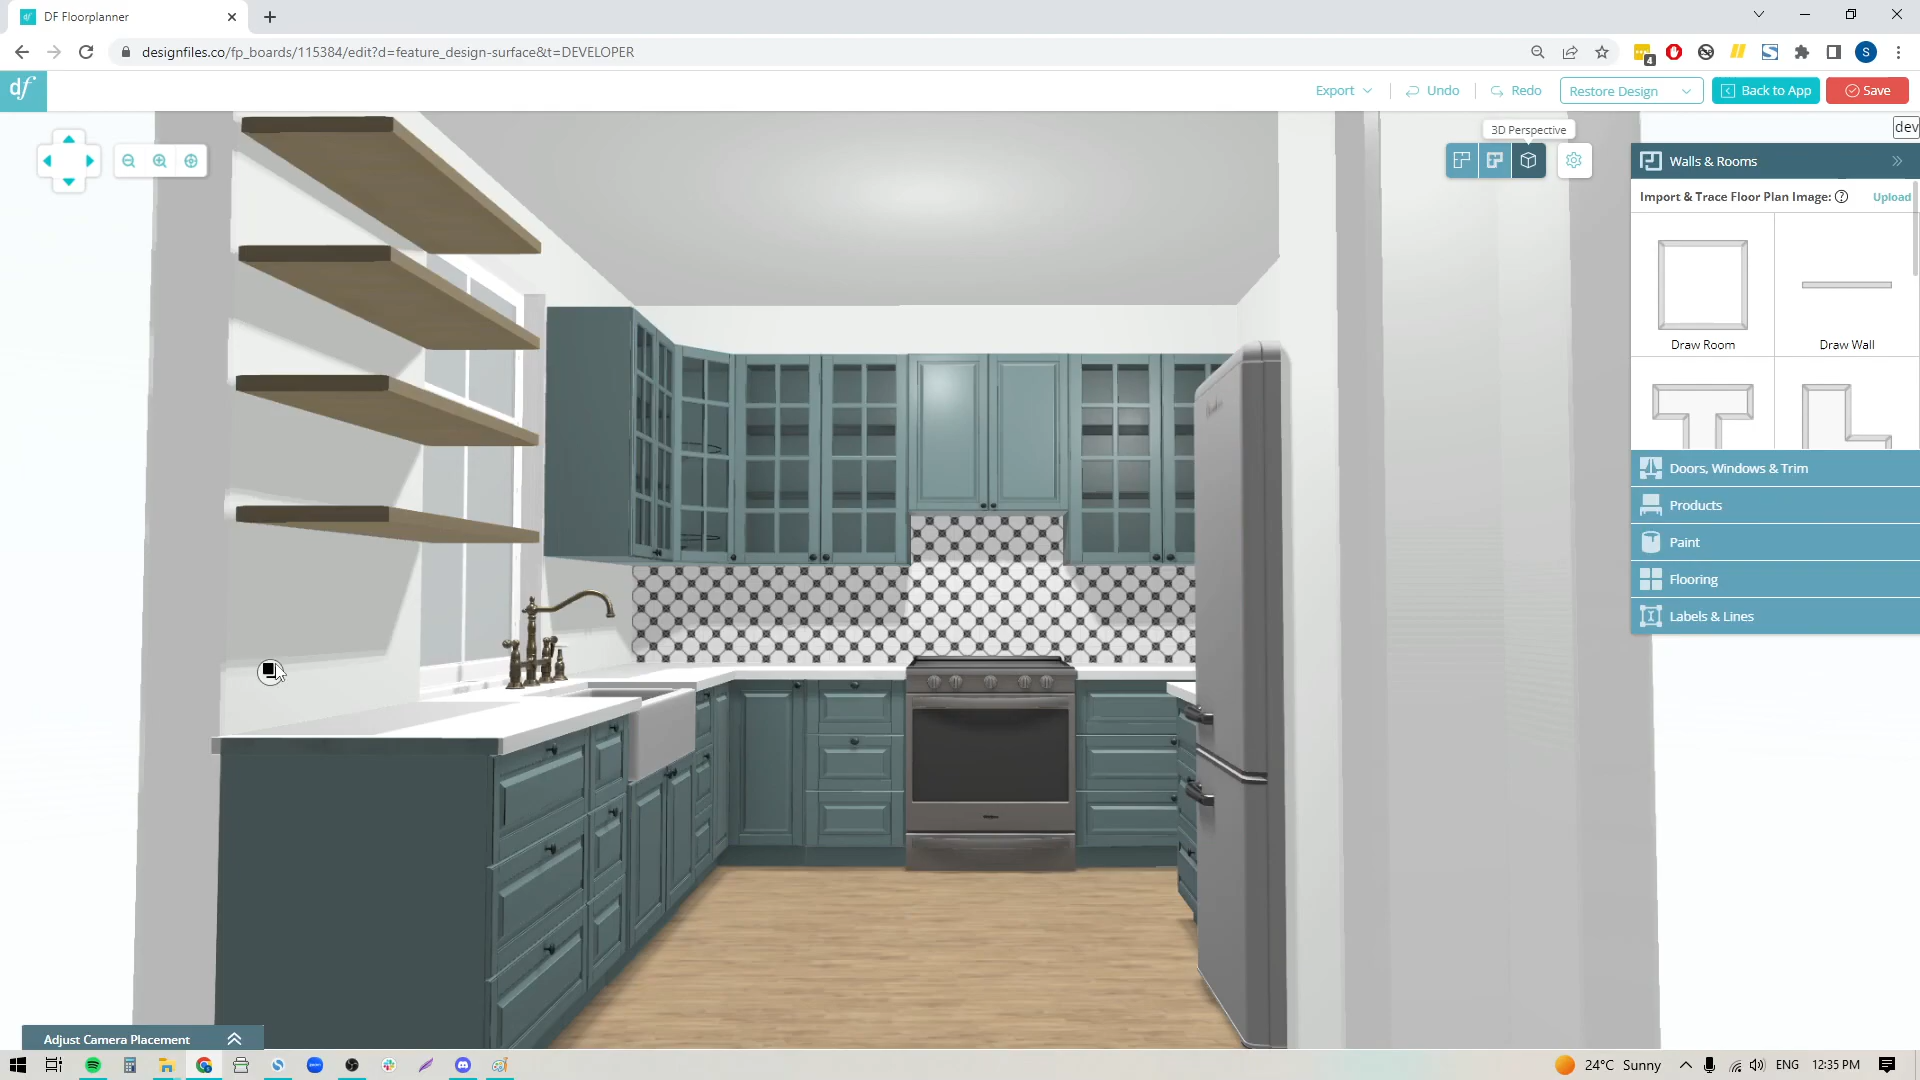 DF Floorplanner
designfiles.co/fp_boards/115384/edit?d=feature_design-surface&t=DEVELOPER
4
S
df
Export
Undo
Redo
Restore Design
Back to App
Save
3D Perspective
dev
Walls & Rooms
Import & Trace Floor Plan Image: ?
Upload
Draw Room
Draw Wall
Doors, Windows & Trim
Products
Paint
Flooring
Labels & Lines
Adjust Camera Placement
24°C Sunny
ENG
12:35 PM